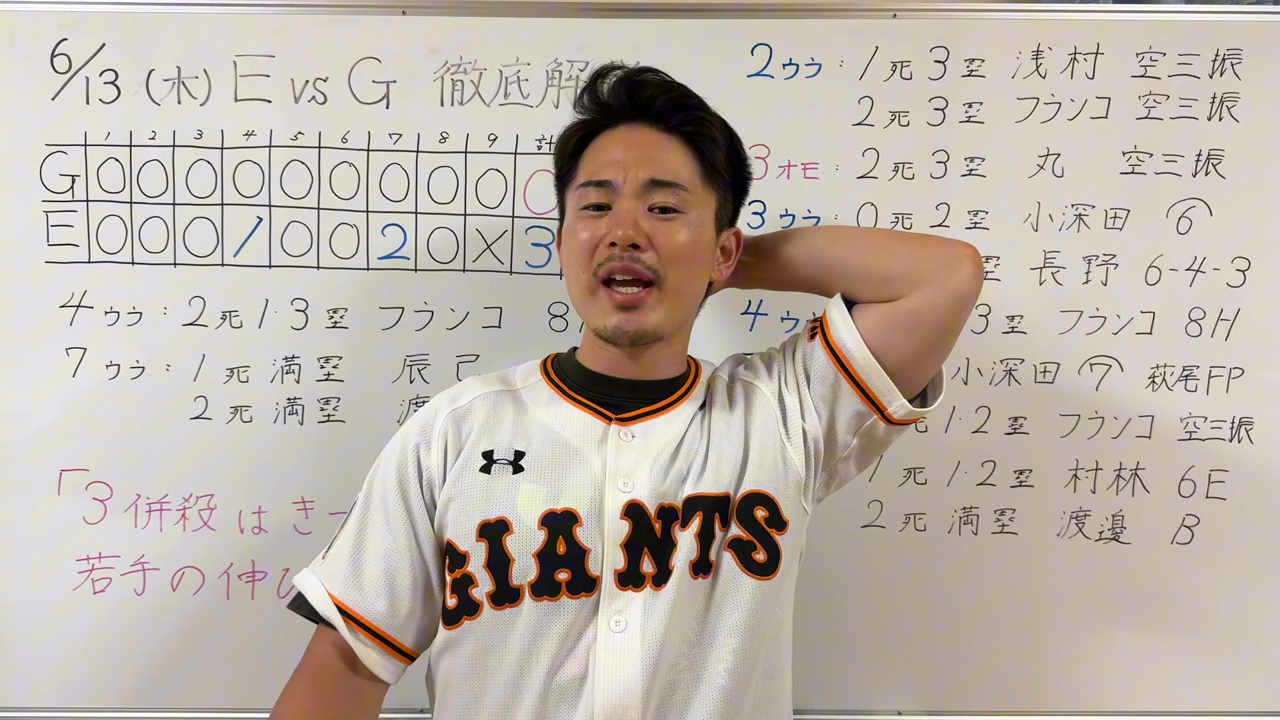 6/13(木) E vs G 徹底解
1 2 3 4 5 6 7 8 9 計
G 0 0 0 0 0 0 0 0 0 0
E 0 0 0 1 0 0 2 0 X 3
4ウラ:2死1·3塁 フランコ 8
7ウラ:1死満塁 辰己
2死満塁
「3併殺はきー
若手の伸び
2ウラ:1死3塁 浅村 空三振
2死3塁 フランコ 空三振
3オモ:2死3塁 丸 空三振
3ウラ:0死2塁 小深田 6
塁 長野 6-4-3
4ウ 3塁 フランコ 8H
小深田 7 萩尾FP
死1·2塁 フランコ 空三振
1死1·2塁 村林 6E
2死満塁 渡邊 B
GIANTS